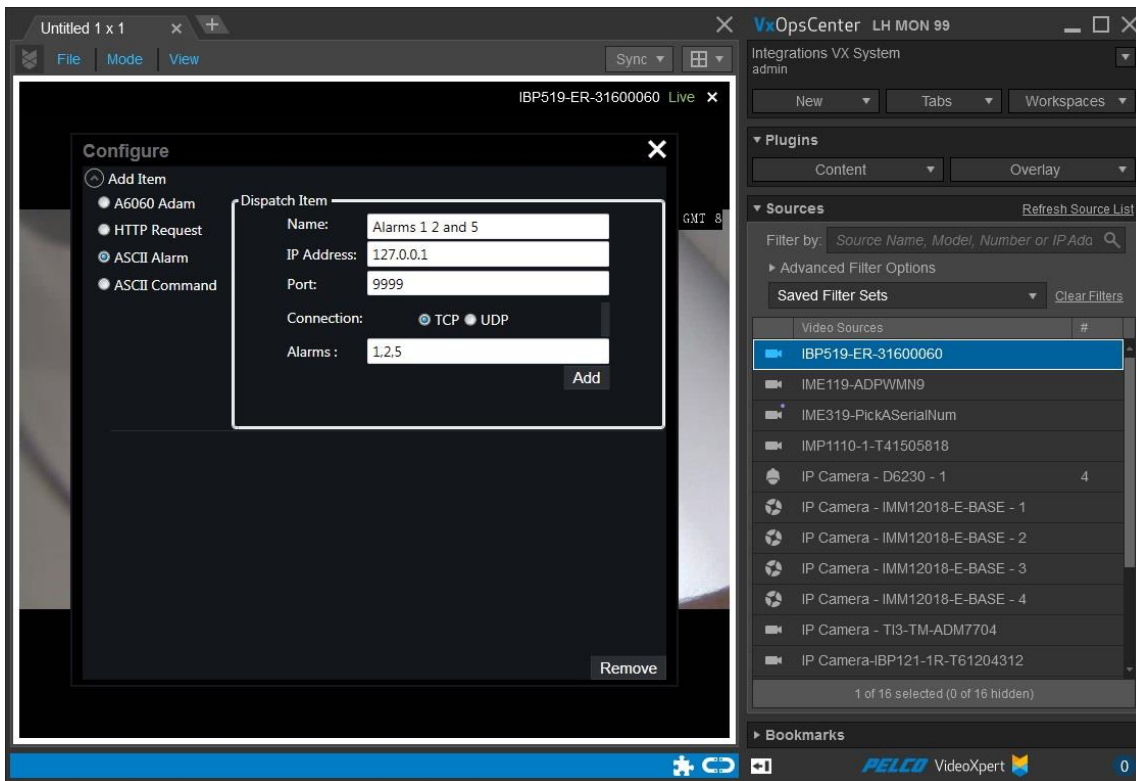 Untitled 1 x 1
File Mode View Sync
IBP519-ER-31600060 Live
Configure
Add Item
A6060 Adam
HTTP Request
ASCII Alarm
ASCII Command
Dispatch Item
Name: Alarms 1 2 and 5
IP Address: 127.0.0.1
Port: 9999
Connection: TCP UDP
Alarms : 1,2,5
Add
GMT 8
Remove
VxOpsCenter LH MON 99
Integrations VX System
admin
New Tabs Workspaces
Plugins
Content Overlay
Sources Refresh Source List
Filter by: Source Name, Model, Number or IP Add
Advanced Filter Options
Saved Filter Sets Clear Filters
Video Sources #
IBP519-ER-31600060
IME119-ADPWMN9
IME319-PickASerialNum
IMP1110-1-T41505818
IP Camera - D6230 - 1 4
IP Camera - IMM12018-E-BASE - 1
IP Camera - IMM12018-E-BASE - 2
IP Camera - IMM12018-E-BASE - 3
IP Camera - IMM12018-E-BASE - 4
IP Camera - TI3-TM-ADM7704
IP Camera-IBP121-1R-T61204312
1 of 16 selected (0 of 16 hidden)
Bookmarks
PELCO VideoXpert 0